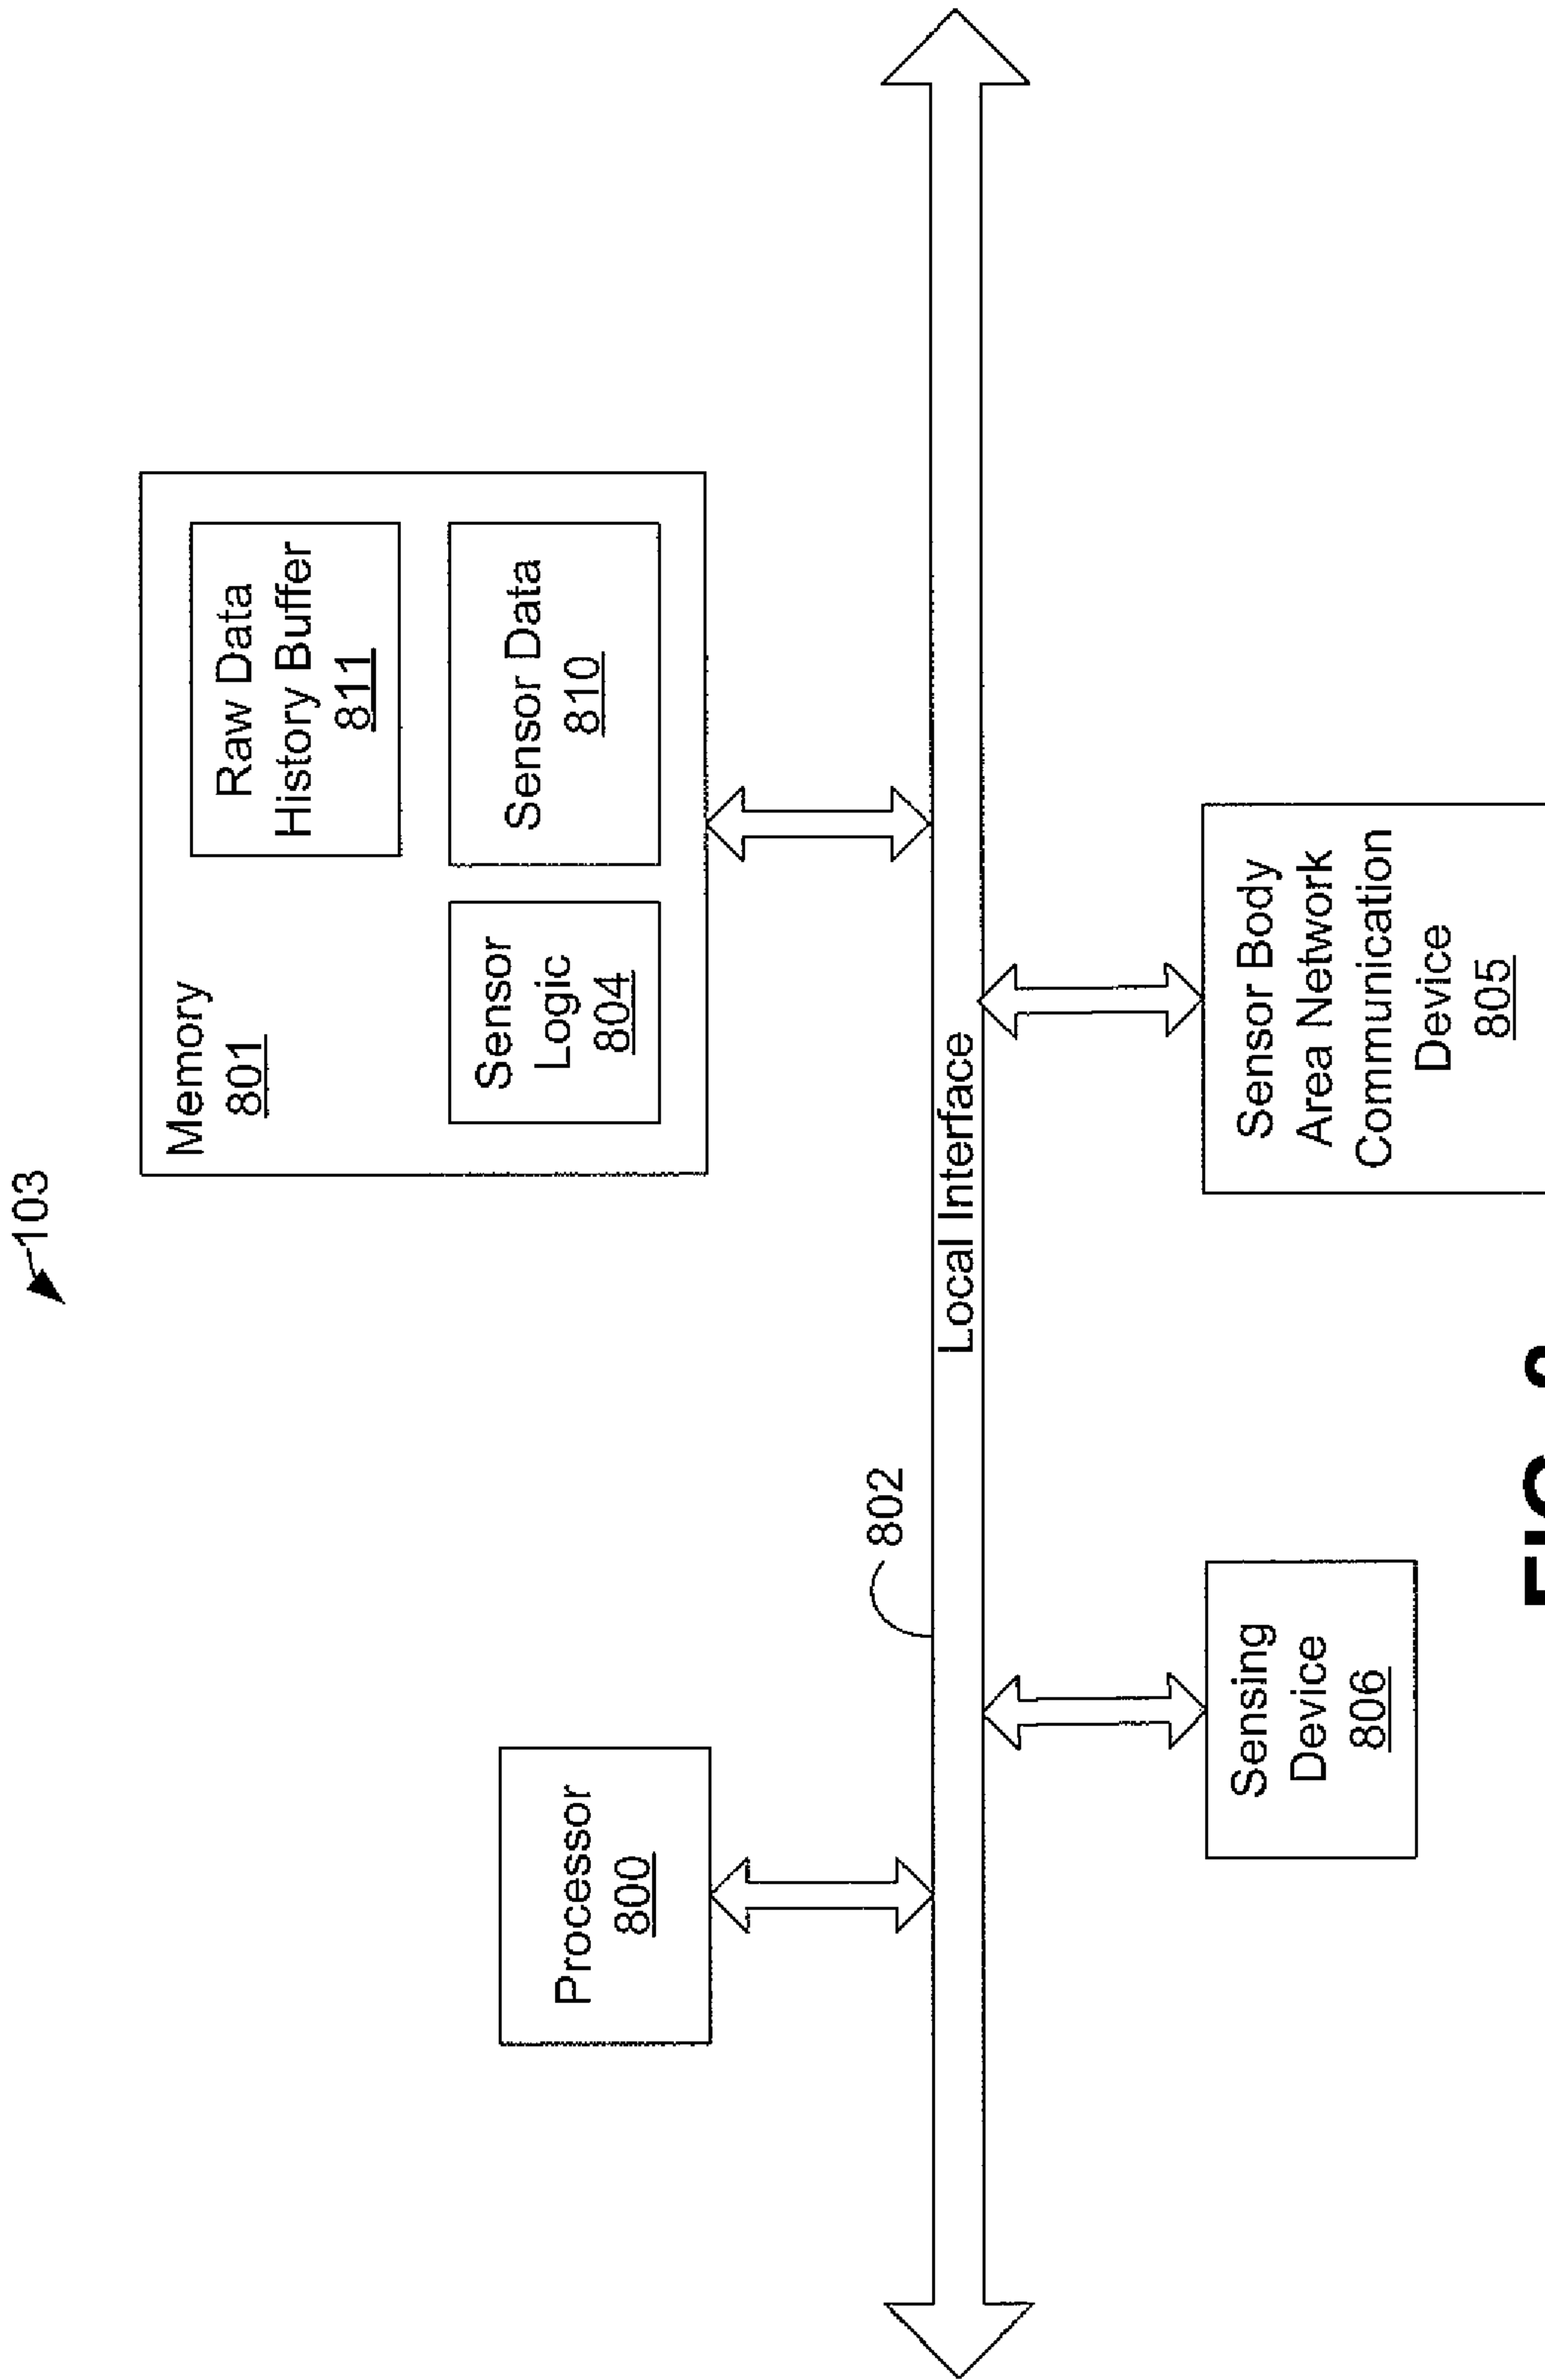 103
Memory
801
Raw Data
History Buffer
811
Sensor
Logic
804
Sensor Data
810
Processor
800
802
Local Interface
Sensing
Device
806
Sensor Body
Area Network
Communication
Device
805
FIG